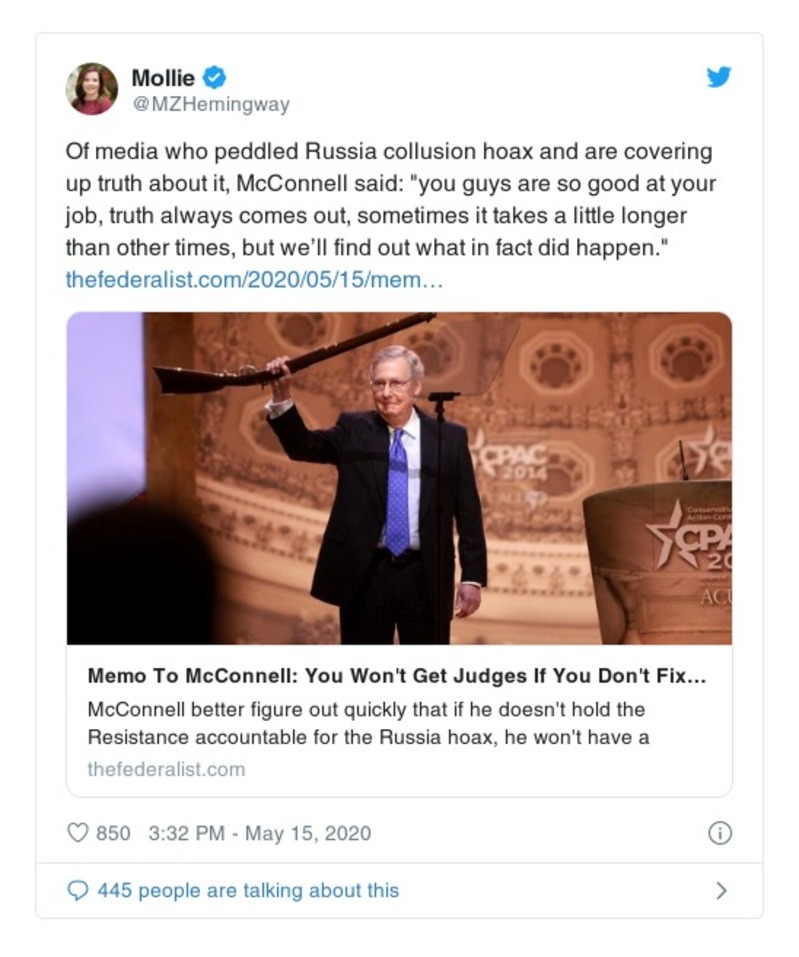 Mollie
@MZHemingway
Of media who peddled Russia collusion hoax and are covering
up truth about it, McConnell said: "you guys are so good at your
job, truth always comes out, sometimes it takes a little longer
than other times, but we’ll find out what in fact did happen."
thefederalist.com/2020/05/15/mem…
CPAC
2014
ACU
Conservative
Action Conf
CPA
20
ACU
Memo To McConnell: You Won't Get Judges If You Don't Fix...
McConnell better figure out quickly that if he doesn't hold the
Resistance accountable for the Russia hoax, he won't have a
thefederalist.com
850 3:32 PM - May 15, 2020
445 people are talking about this